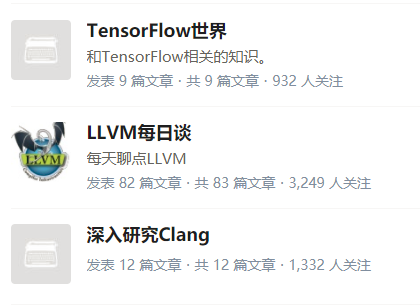 TensorFlow世界
和TensorFlow相关的知识。
发表 9 篇文章 · 共 9 篇文章 · 932 人关注
LLVM
LLVM每日谈
每天聊点LLVM
发表 82 篇文章 · 共 83 篇文章 · 3,249 人关注
深入研究Clang
发表 12 篇文章 · 共 12 篇文章 · 1,332 人关注